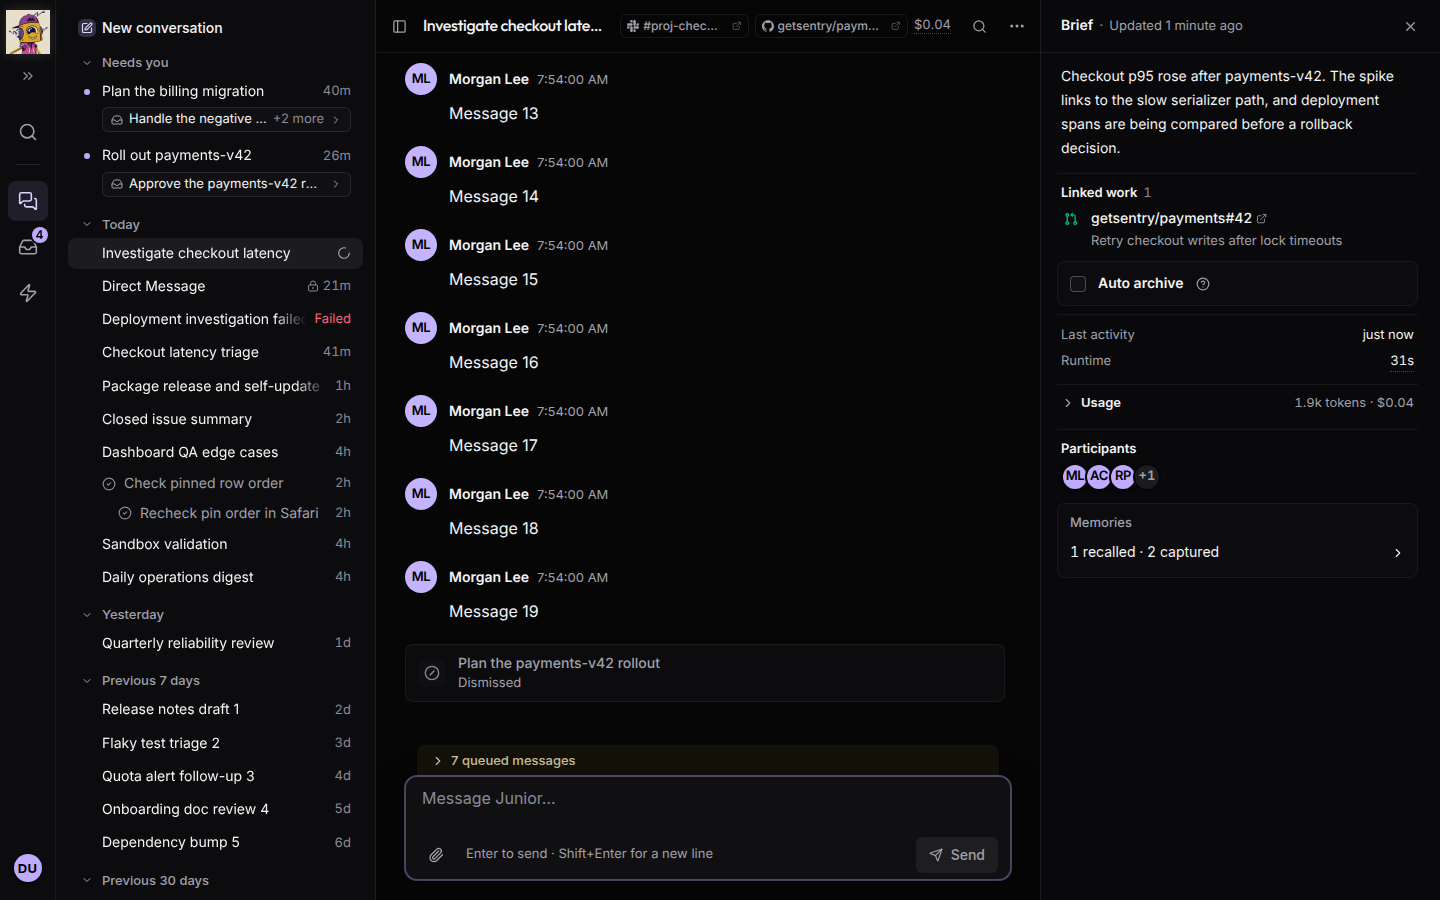 New conversation
Needs you
Plan the billing migration 40m
Handle the negative ... +2 more
Roll out payments-v42 26m
Approve the payments-v42 r...
Today
Investigate checkout latency
Direct Message 21m
Deployment investigation failed Failed
Checkout latency triage 41m
Package release and self-update 1h
Closed issue summary 2h
Dashboard QA edge cases 4h
Check pinned row order 2h
Recheck pin order in Safari 2h
Sandbox validation 4h
Daily operations digest 4h
Yesterday
Quarterly reliability review 1d
Previous 7 days
Release notes draft 1 2d
Flaky test triage 2 3d
Quota alert follow-up 3 4d
Onboarding doc review 4 5d
Dependency bump 5 6d
Previous 30 days
4
DU
Investigate checkout late... #proj-chec... getsentry/paym... $0.04
ML Morgan Lee 7:54:00 AM
Message 13
ML Morgan Lee 7:54:00 AM
Message 14
ML Morgan Lee 7:54:00 AM
Message 15
ML Morgan Lee 7:54:00 AM
Message 16
ML Morgan Lee 7:54:00 AM
Message 17
ML Morgan Lee 7:54:00 AM
Message 18
ML Morgan Lee 7:54:00 AM
Message 19
Plan the payments-v42 rollout
Dismissed
7 queued messages
Message Junior...
Enter to send · Shift+Enter for a new line Send
Brief · Updated 1 minute ago
Checkout p95 rose after payments-v42. The spike
links to the slow serializer path, and deployment
spans are being compared before a rollback
decision.
Linked work 1
getsentry/payments#42
Retry checkout writes after lock timeouts
Auto archive
Last activity just now
Runtime 31s
Usage 1.9k tokens · $0.04
Participants
ML AC RP +1
Memories
1 recalled · 2 captured